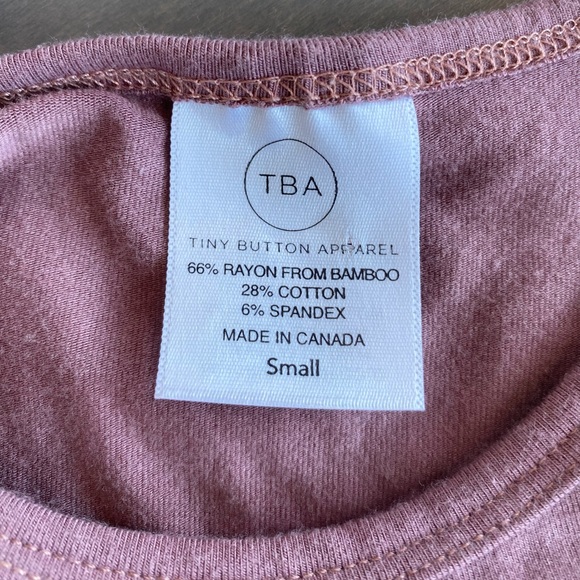 TBA
TINY BUTTON APPAREL
66% RAYON FROM BAMBOO
28% COTTON
6% SPANDEX
MADE IN CANADA
Small